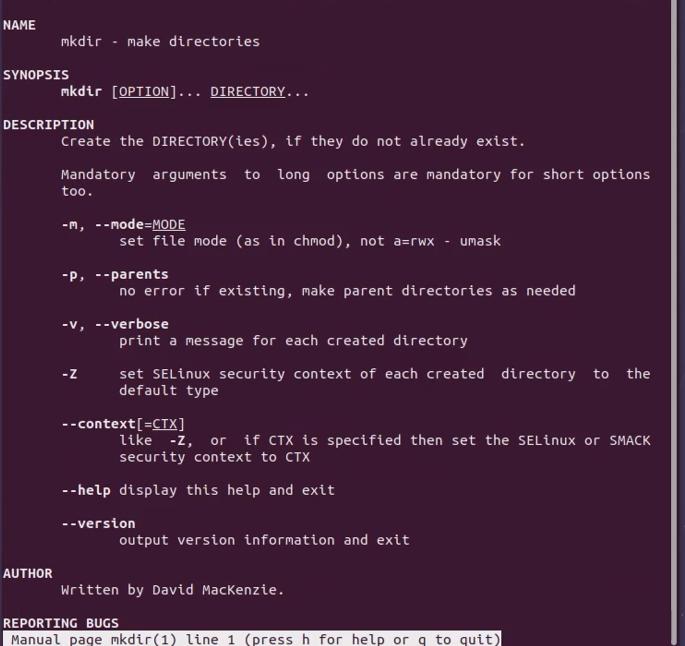 NAME
mkdir - make directories
SYNOPSIS
mkdir [OPTION]... DIRECTORY...
DESCRIPTION
Create the DIRECTORY(ies), if they do not already exist.
Mandatory arguments to long options are mandatory for short options
too.
-m, --mode=MODE
set file mode (as in chmod), not a=rwx - umask
-p, --parents
no error if existing, make parent directories as needed
-v, --verbose
print a message for each created directory
-Z set SELinux security context of each created directory to the
default type
--context[=CTX]
like -Z, or if CTX is specified then set the SELinux or SMACK
security context to CTX
--help display this help and exit
--version
output version information and exit
AUTHOR
Written by David MacKenzie.
REPORTING BUGS
Manual page mkdir(1) line 1 (press h for help or q to quit)